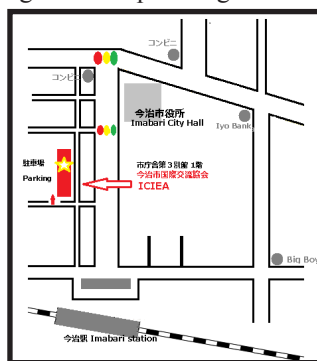 コンビニ
コンビニ
今治市役所
Imabari City Hall
Iyo Bank
駐車場
Parking
市庁舎第3別館 1階
今治市国際交流協会
ICIEA
Big Boy
今治駅 Imabari station